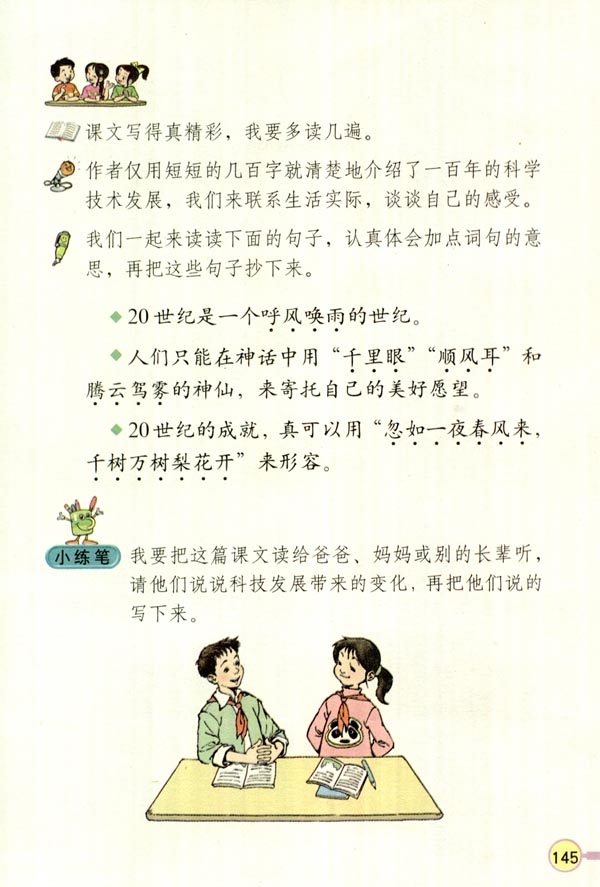 课文写得真精彩，我要多读几遍。
作者仅用短短的几百字就清楚地介绍了一百年的科学
技术发展，我们来联系生活实际，谈谈自己的感受。
我们一起来读读下面的句子，认真体会加点词句的意
思，再把这些句子抄下来。
◆20世纪是一个呼风唤雨的世纪。
◆人们只能在神话中用“千里眼”“顺风耳”和
腾云驾雾的神仙，来寄托自己的美好愿望。
◆20世纪的成就，真可以用“忽如一夜春风来，
千树万树梨花开”来形容。
小练笔
我要把这篇课文读给爸爸、妈妈或别的长辈听，
请他们说说科技发展带来的变化，再把他们说的
写下来。
145